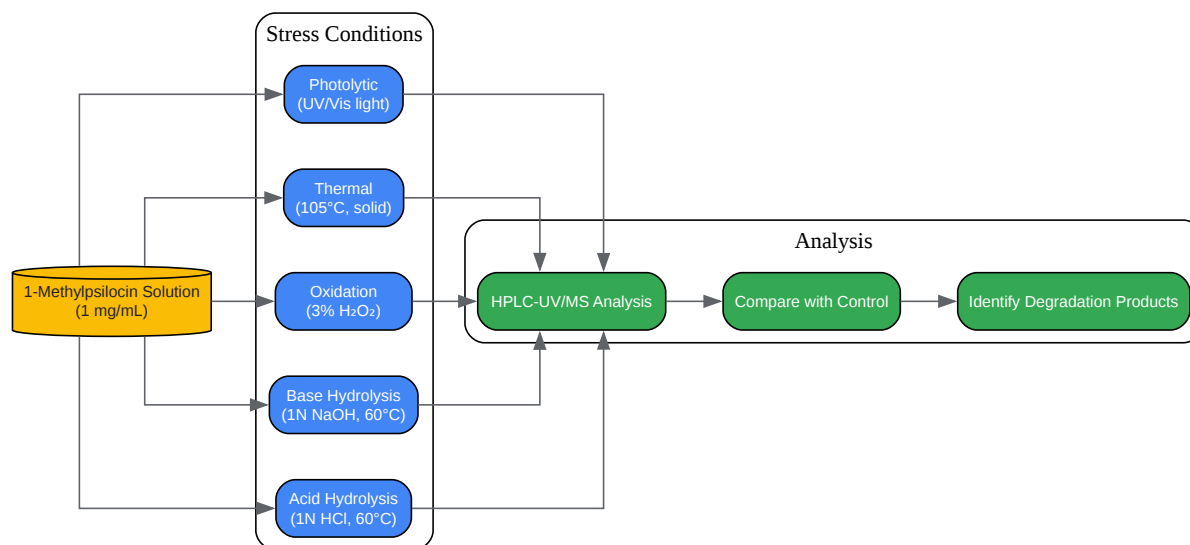 Stress Conditions
Photolytic
(UV/Vis light)
Thermal
(105°C, solid)
Analysis
1-Methylpsilocin Solution
(1 mg/mL)
Oxidation
(3% H₂O₂)
HPLC-UV/MS Analysis
Compare with Control
Identify Degradation Products
Base Hydrolysis
(1N NaOH, 60°C)
Acid Hydrolysis
(1N HCl, 60°C)